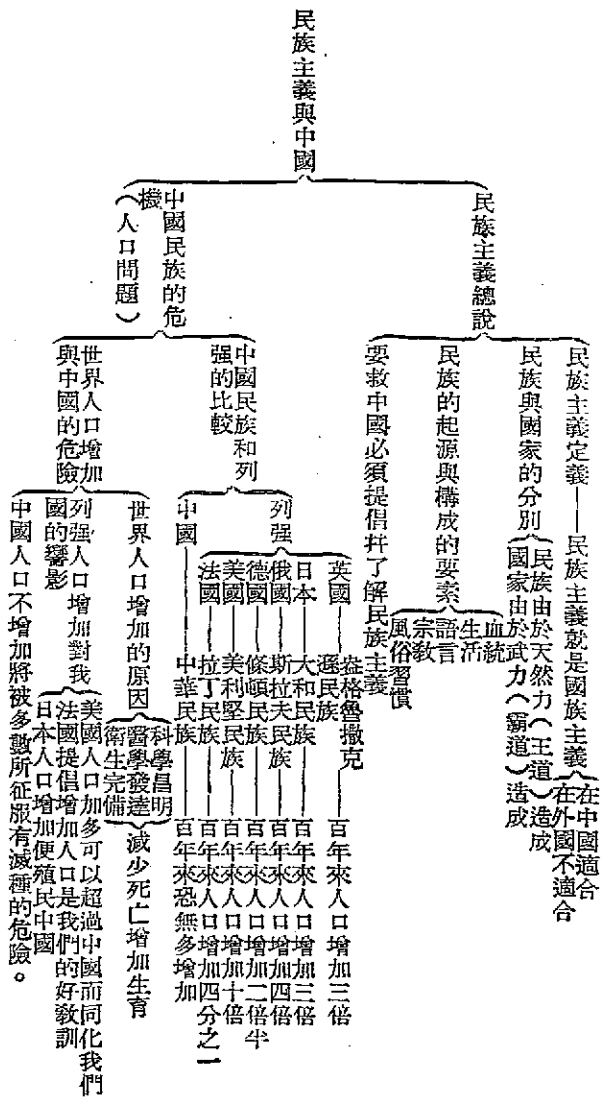 民族主義與中國
民族主義總說
民族主義定義——民族主義就是國族主義
在中國適合
在外國不適合
民族與國家的分別
民族由於天然力（王道）造成
國家由於武力（霸道）造成
民族的起源與構成的要素
血統
生活
語言
宗教
風俗習慣
要救中國必須提倡幷了解民族主義
中國民族的危
機
（人口問題）
中國民族和列
强的比較
列强
英國——盎格魯撒克
遜民族——百年來人口增加三倍
日本——大和民族——百年來人口增加三倍
俄國——斯拉夫民族——百年來人口增加四倍
德國——條頓民族——百年來人口增加二倍半
美國——美利堅民族——百年來人口增加十倍
法國——拉丁民族——百年來人口增加四分之一
中國——中華民族——百年來恐無多增加
世界人口增加
與中國的危險
世界人口增加的原因
科學昌明
醫學發達
衛生完備
減少死亡增加生育
列强人口增加對我
國的響影
美國人口加多可以超過中國而同化我們
法國提倡增加人口是我們的好敎訓
日本人口增加便殖民中國
中國人口不增加將被多數所征服有滅種的危險。